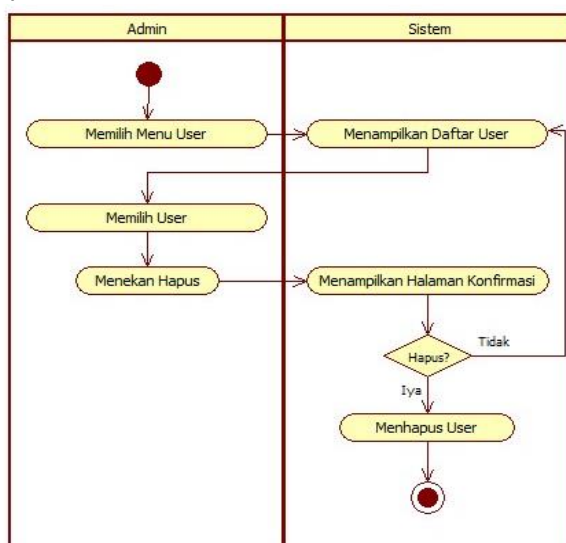 Admin
Sistem
Memilih Menu User
Menampilkan Daftar User
Memilih User
Menekan Hapus
Menampilkan Halaman Konfirmasi
Hapus?
Tidak
Iya
Menhapus User